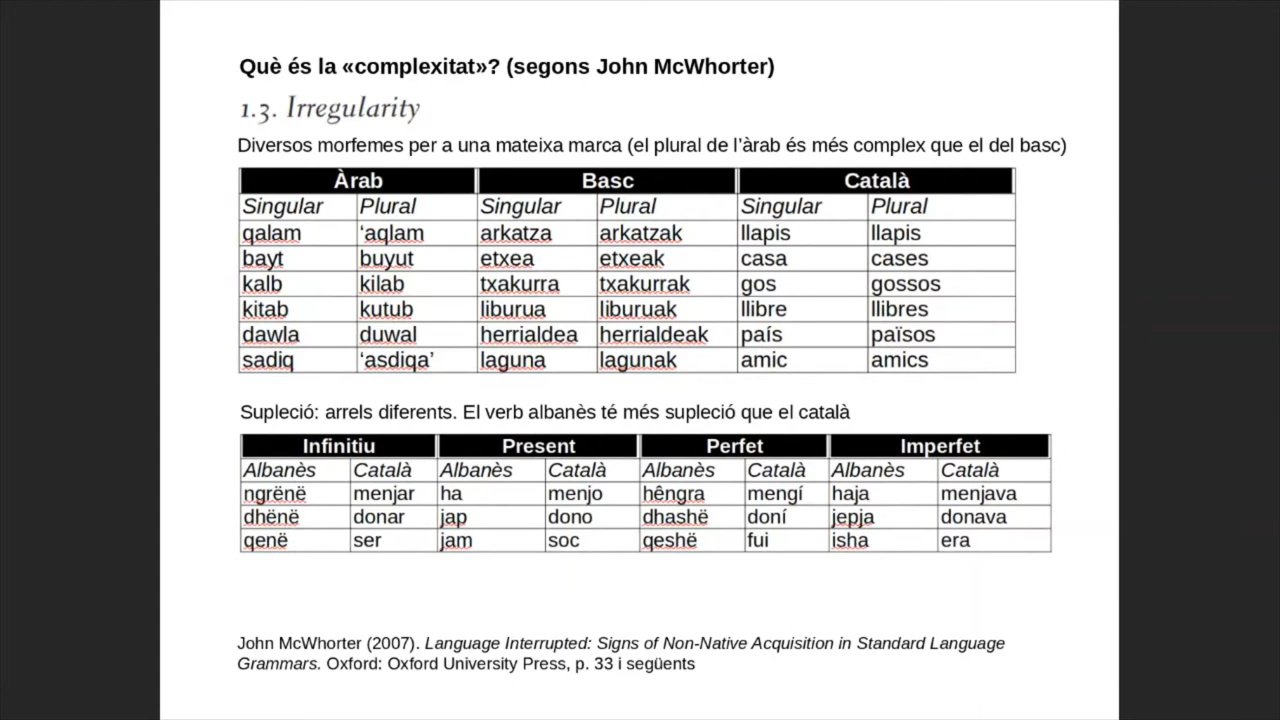 Què és la «complexitat»? (segons John McWhorter)
1.3. Irregularity
Diversos morfemes per a una mateixa marca (el plural de l’àrab és més complex que el del basc)
Àrab Basc Català
Singular Plural Singular Plural Singular Plural
qalam ‘aqlam arkatza arkatzak llapis llapis
bayt buyut etxea etxeak casa cases
kalb kilab txakurra txakurrak gos gossos
kitab kutub liburua liburuak llibre llibres
dawla duwal herrialdea herrialdeak país països
sadiq ‘asdiqa’ laguna lagunak amic amics
Supleció: arrels diferents. El verb albanès té més supleció que el català
Infinitiu Present Perfet Imperfet
Albanès Català Albanès Català Albanès Català Albanès Català
ngrënë menjar ha menjo hêngra mengí haja menjava
dhënë donar jap dono dhashë doní jepja donava
qenë ser jam soc qeshë fui isha era
John McWhorter (2007). Language Interrupted: Signs of Non-Native Acquisition in Standard Language
Grammars. Oxford: Oxford University Press, p. 33 i següents